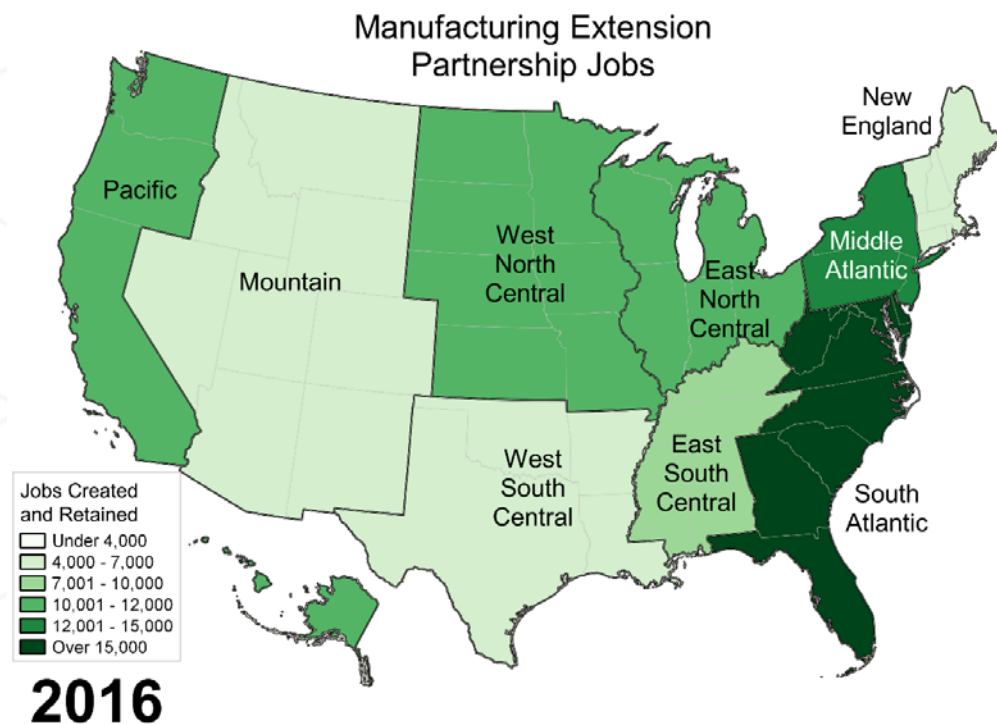 Manufacturing Extension
Partnership Jobs
New
England
Pacific
Mountain
West
North
Central
East
North
Central
Middle
Atlantic
West
South
Central
East
South
Central
South
Atlantic
Jobs Created
and Retained
Under 4,000
4,000 - 7,000
7,001 - 10,000
10,001 - 12,000
12,001 - 15,000
Over 15,000
2016